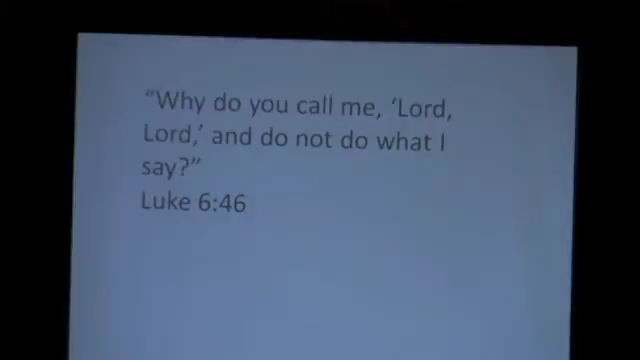 “Why do you call me, ‘Lord,
Lord,’ and do not do what I
say?”
Luke 6:46